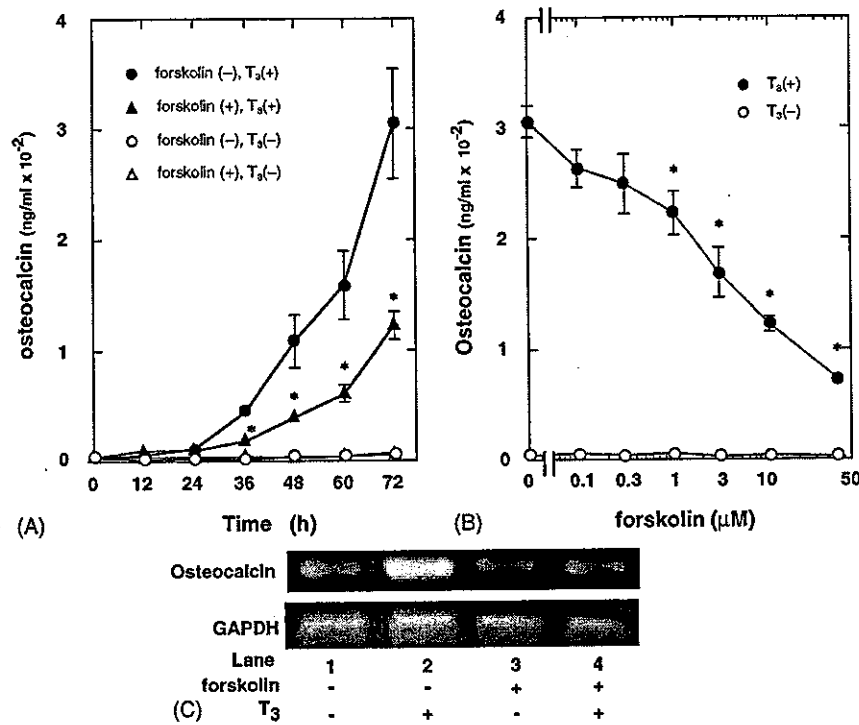 4
3
2
1
0
osteocalcin (ng/ml x 10-2)
forskolin (–), T3(+)
forskolin (+), T3(+)
forskolin (–), T3(–)
forskolin (+), T3(–)
*
*
*
*
0 12 24 36 48 60 72
(A) Time (h)
4
3
2
1
0
Osteocalcin (ng/ml x 10-2)
T3(+)
T3(–)
*
*
*
*
0 0.1 0.3 1 3 10 50
(B) forskolin (μM)
Osteocalcin
GAPDH
Lane 1 2 3 4
forskolin - - + +
(C) T3 - + - +